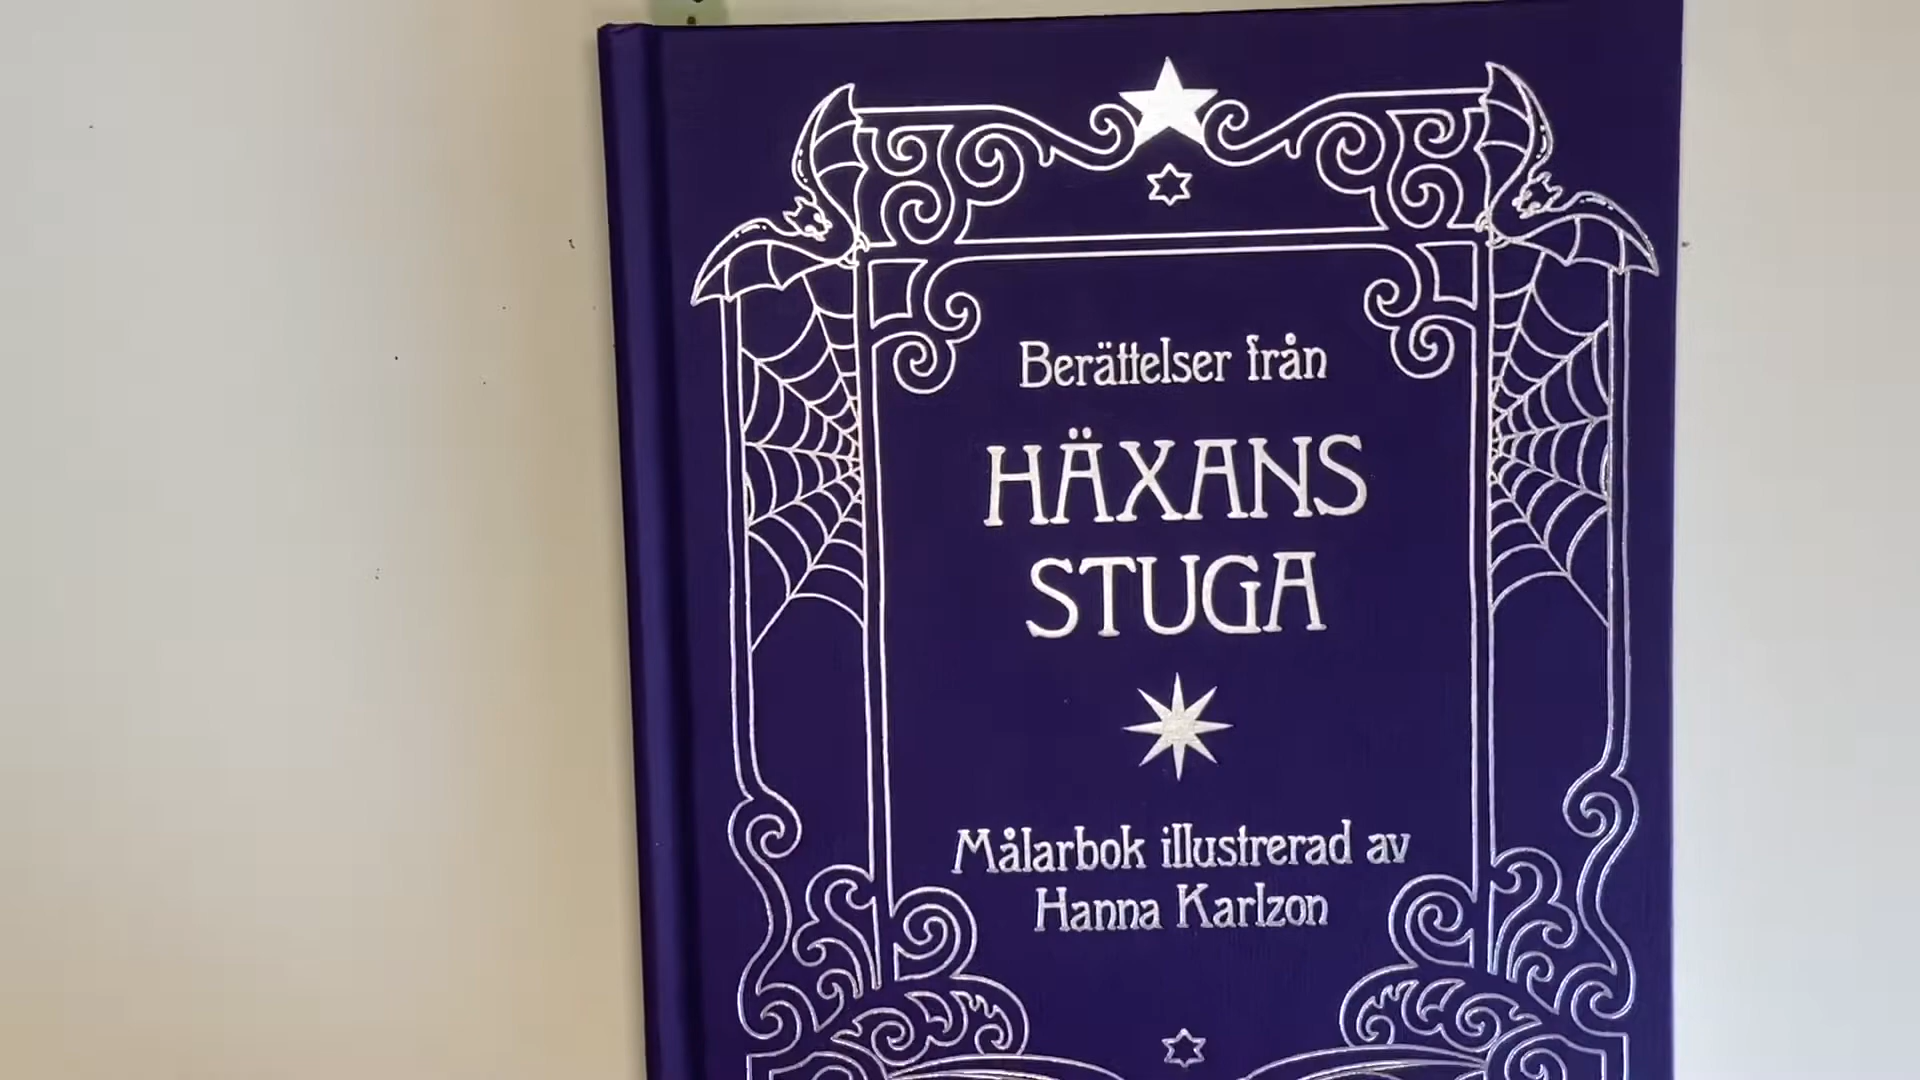 Berättelser från
HÄXANS
STUGA
Målarbok illustrerad av
Hanna Karlzon